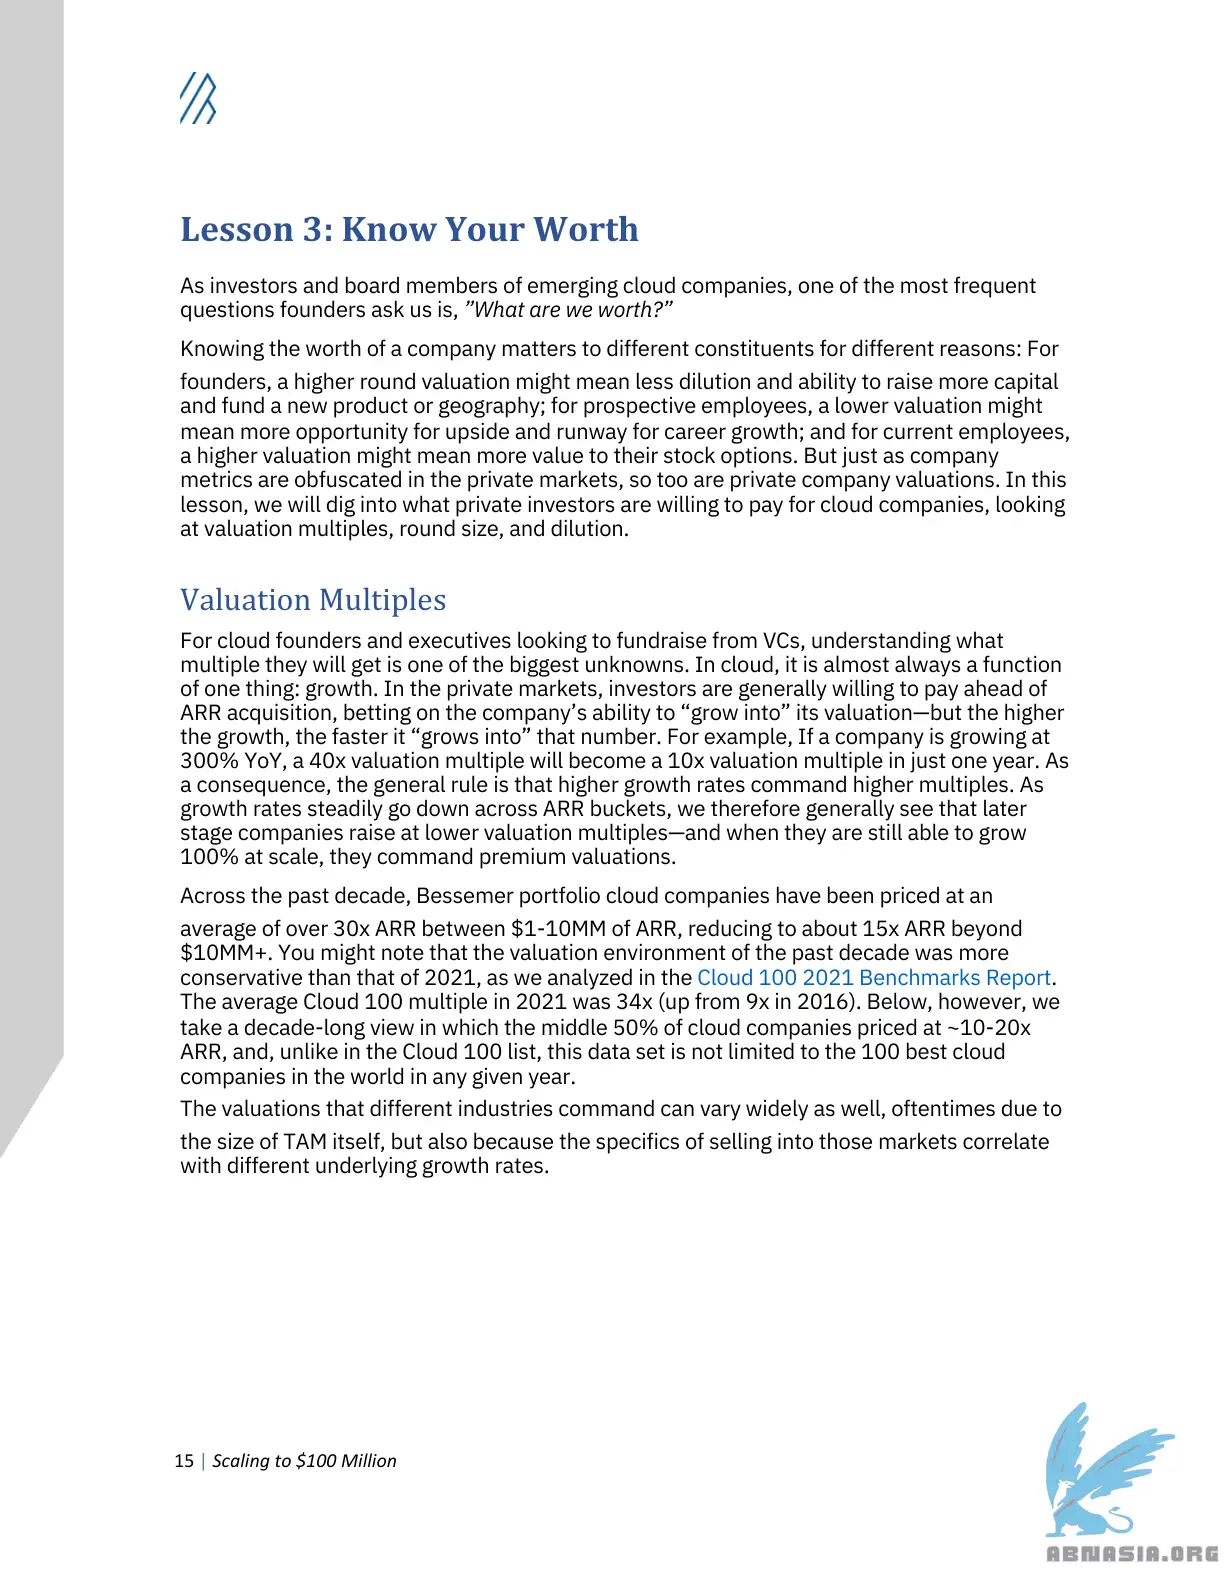 Lesson 3: Know Your Worth
As investors and board members of emerging cloud companies, one of the most frequent
questions founders ask us is, ”What are we worth?”
Knowing the worth of a company matters to different constituents for different reasons: For
founders, a higher round valuation might mean less dilution and ability to raise more capital
and fund a new product or geography; for prospective employees, a lower valuation might
mean more opportunity for upside and runway for career growth; and for current employees,
a higher valuation might mean more value to their stock options. But just as company
metrics are obfuscated in the private markets, so too are private company valuations. In this
lesson, we will dig into what private investors are willing to pay for cloud companies, looking
at valuation multiples, round size, and dilution.
Valuation Multiples
For cloud founders and executives looking to fundraise from VCs, understanding what
multiple they will get is one of the biggest unknowns. In cloud, it is almost always a function
of one thing: growth. In the private markets, investors are generally willing to pay ahead of
ARR acquisition, betting on the company’s ability to “grow into” its valuation—but the higher
the growth, the faster it “grows into” that number. For example, If a company is growing at
300% YoY, a 40x valuation multiple will become a 10x valuation multiple in just one year. As
a consequence, the general rule is that higher growth rates command higher multiples. As
growth rates steadily go down across ARR buckets, we therefore generally see that later
stage companies raise at lower valuation multiples—and when they are still able to grow
100% at scale, they command premium valuations.
Across the past decade, Bessemer portfolio cloud companies have been priced at an
average of over 30x ARR between $1-10MM of ARR, reducing to about 15x ARR beyond
$10MM+. You might note that the valuation environment of the past decade was more
conservative than that of 2021, as we analyzed in the Cloud 100 2021 Benchmarks Report.
The average Cloud 100 multiple in 2021 was 34x (up from 9x in 2016). Below, however, we
take a decade-long view in which the middle 50% of cloud companies priced at ~10-20x
ARR, and, unlike in the Cloud 100 list, this data set is not limited to the 100 best cloud
companies in the world in any given year.
The valuations that different industries command can vary widely as well, oftentimes due to
the size of TAM itself, but also because the specifics of selling into those markets correlate
with different underlying growth rates.
15 | Scaling to $100 Million
ABNASIA.ORG